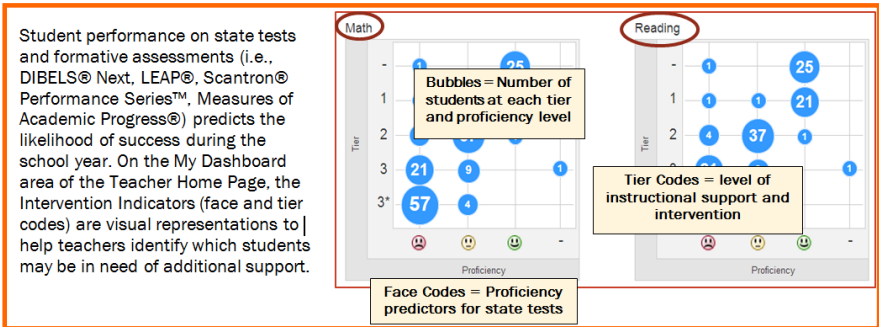 Student performance on state tests
and formative assessments (i.e.,
DIBELS® Next, LEAP®, Scantron®
Performance Series™, Measures of
Academic Progress®) predicts the
likelihood of success during the
school year. On the My Dashboard
area of the Teacher Home Page, the
Intervention Indicators (face and tier
codes) are visual representations to
help teachers identify which students
may be in need of additional support.
Math
Tier
- 1 25
1
2
3 21 9 1
3* 57 4
-
Proficiency
Bubbles = Number of
students at each tier
and proficiency level
Face Codes = Proficiency
predictors for state tests
Reading
Tier
- 1 25
1 1 1 21
2 4 37 1
1
-
Proficiency
Tier Codes = level of
instructional support and
intervention